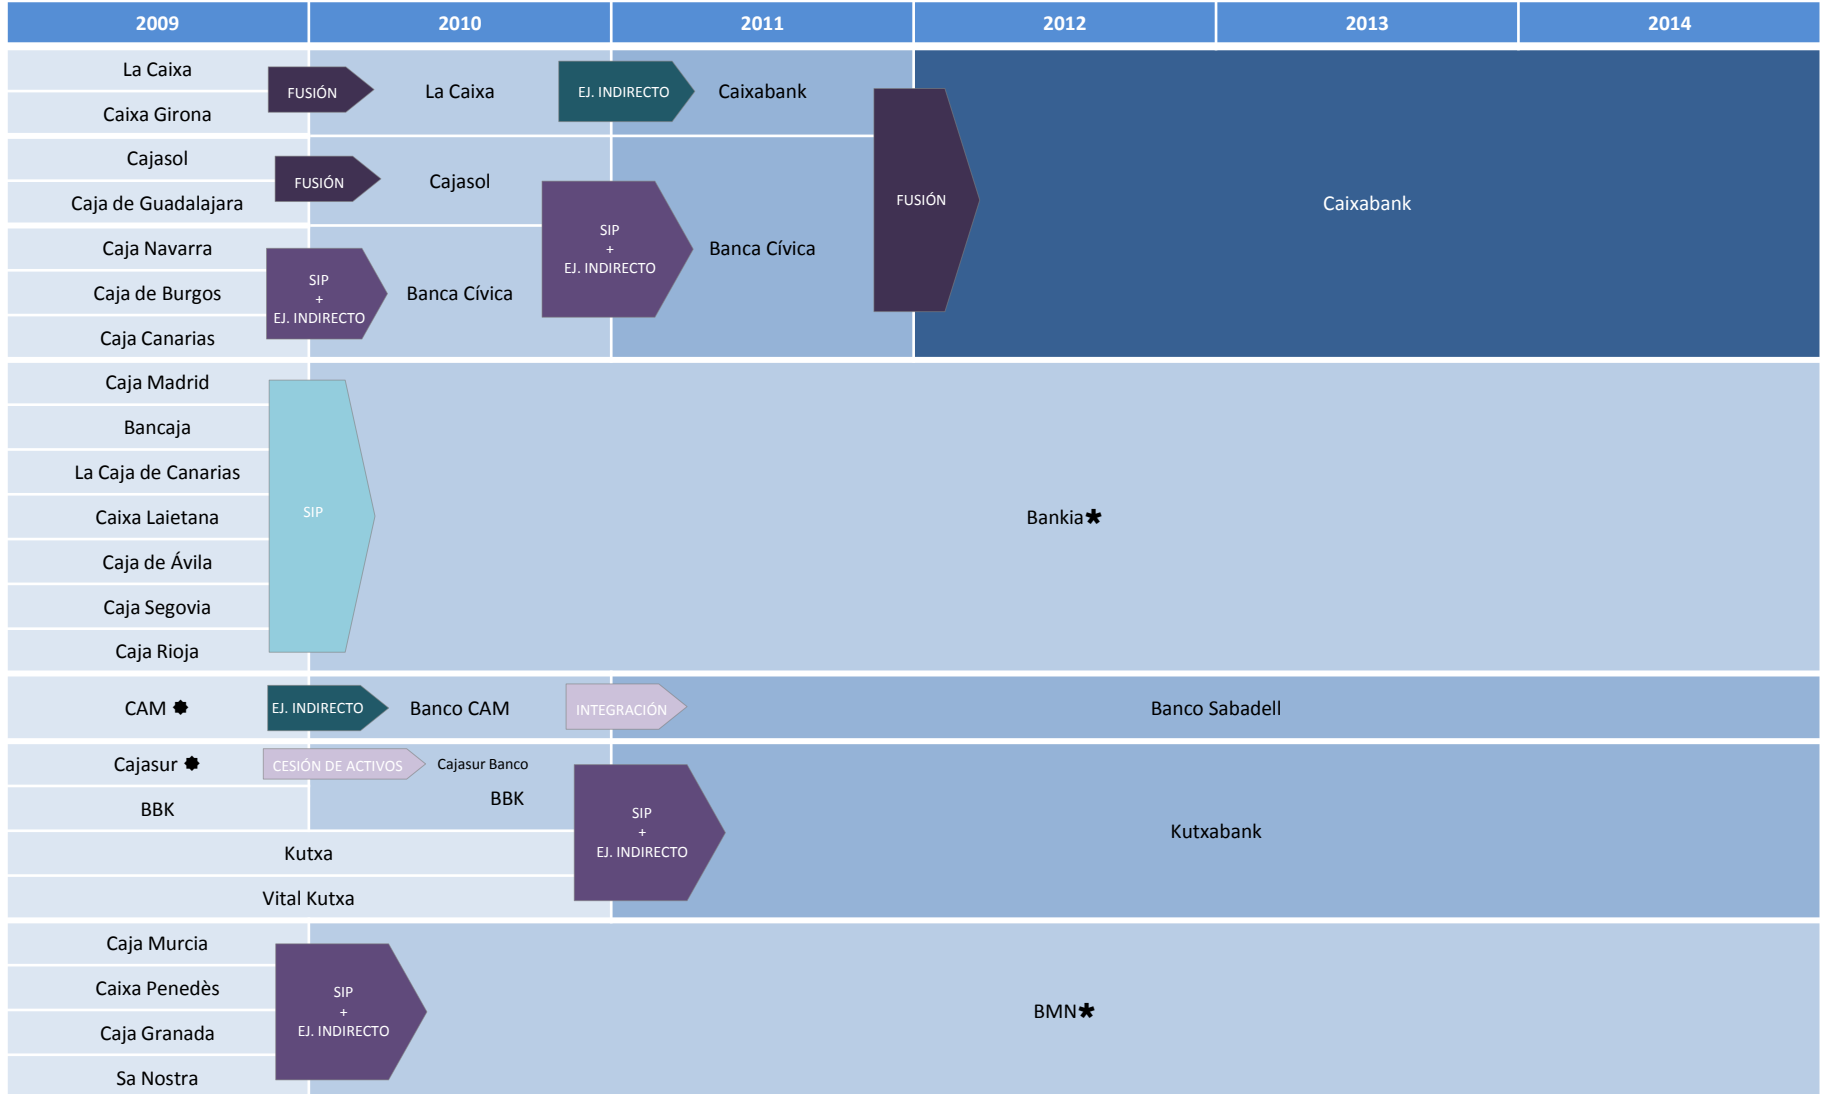 2009 2010 2011 2012 2013 2014
La Caixa
Caixa Girona
FUSIÓN
La Caixa
EJ. INDIRECTO
Caixabank
Cajasol
Caja de Guadalajara
FUSIÓN
Cajasol
Caja Navarra
Caja de Burgos
Caja Canarias
SIP
+
EJ. INDIRECTO
Banca Cívica
SIP
+
EJ. INDIRECTO
Banca Cívica
FUSIÓN
Caixabank
Caja Madrid
Bancaja
La Caja de Canarias
Caixa Laietana
Caja de Ávila
Caja Segovia
Caja Rioja
SIP
Bankia*
CAM
EJ. INDIRECTO
Banco CAM
INTEGRACIÓN
Banco Sabadell
Cajasur
CESIÓN DE ACTIVOS
Cajasur Banco
BBK
BBK
Kutxa
Vital Kutxa
SIP
+
EJ. INDIRECTO
Kutxabank
Caja Murcia
Caixa Penedès
Caja Granada
Sa Nostra
SIP
+
EJ. INDIRECTO
BMN*